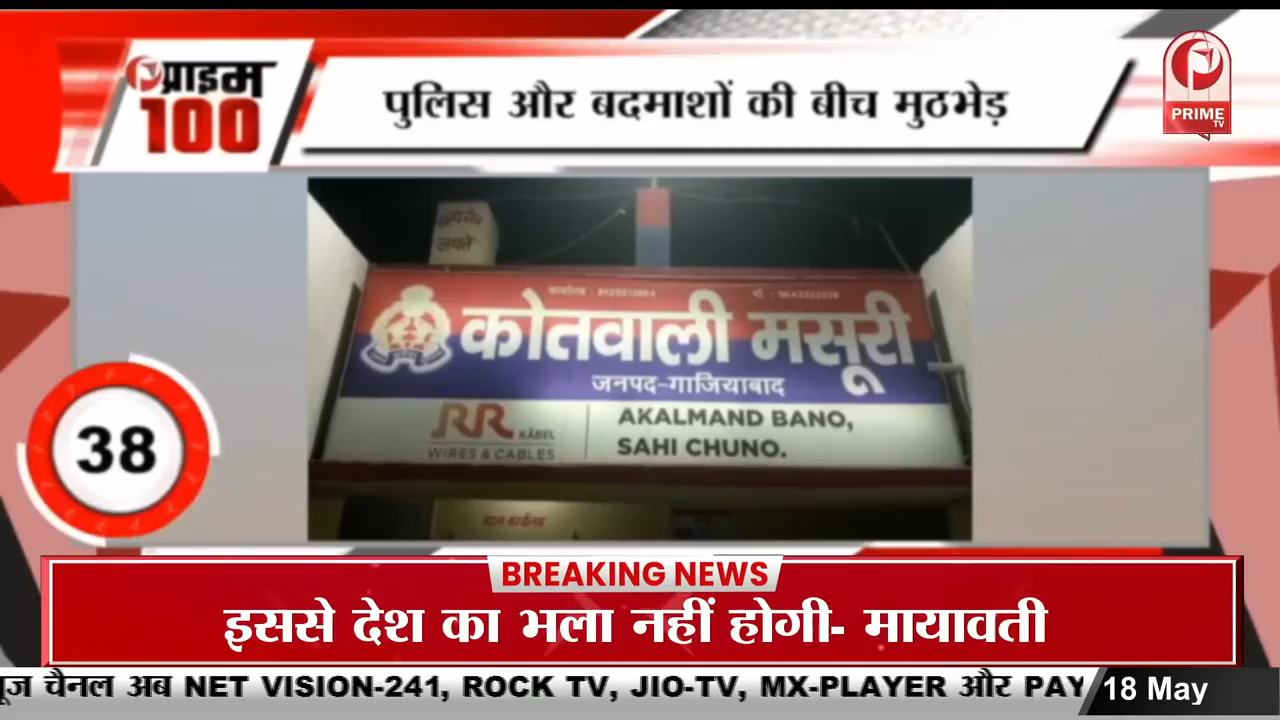 प्राइम
100
पुलिस और बदमाशों की बीच मुठभेड़
PRIME
TV
जयते
कोतवाली मसूरी
जनपद-गाजियाबाद
RR KABEL
WIRES & CABLES
AKALMAND BANO,
SAHI CHUNO.
38
BREAKING NEWS
इससे देश का भला नहीं होगी- मायावती
चैनल अब NET VISION-241, ROCK TV, JIO-TV, MX-PLAYER और PAY
18 May